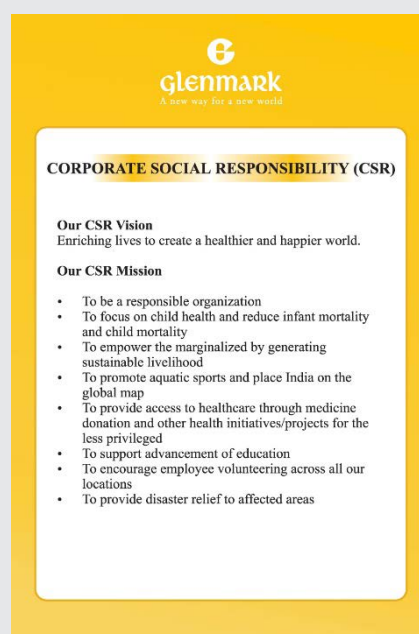 GLENMARK
A new way for a new world
CORPORATE SOCIAL RESPONSIBILITY (CSR)
Our CSR Vision
Enriching lives to create a healthier and happier world.
Our CSR Mission
• To be a responsible organization
• To focus on child health and reduce infant mortality
and child mortality
• To empower the marginalized by generating
sustainable livelihood
• To promote aquatic sports and place India on the
global map
• To provide access to healthcare through medicine
donation and other health initiatives/projects for the
less privileged
• To support advancement of education
• To encourage employee volunteering across all our
locations
• To provide disaster relief to affected areas